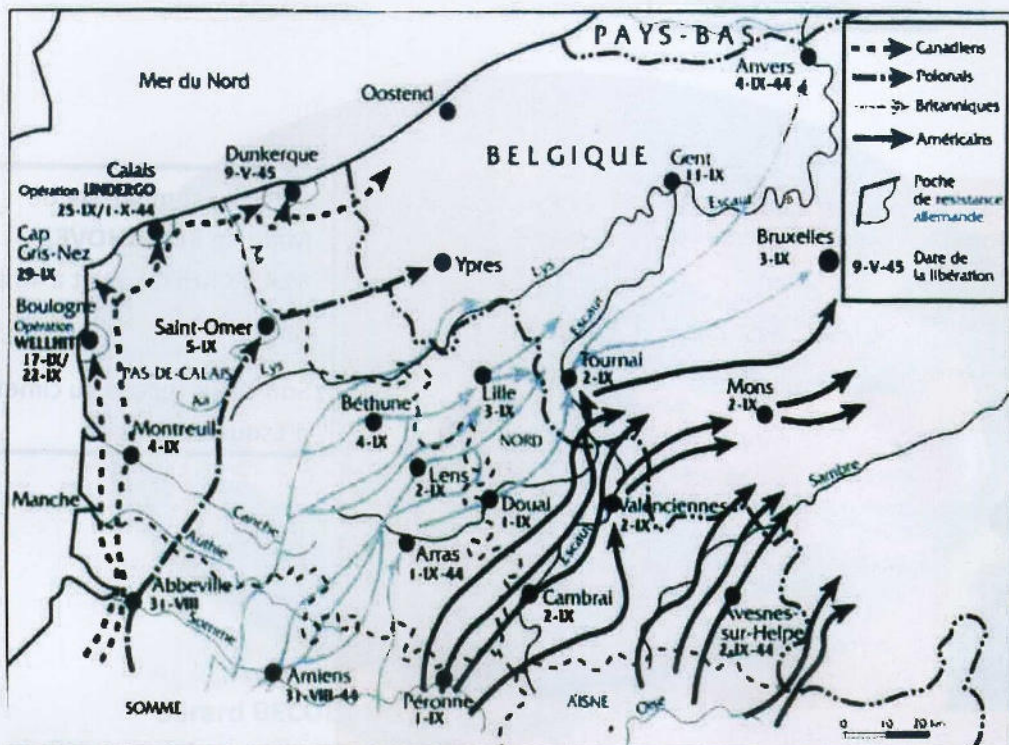 PAYS-BAS
Mer du Nord
Anvers
4-IX-44
Oostend
BELGIQUE
Dunkerque
9-V-45
Calais
Opération UNDERGO
25-IX/1-X-44
Gent
11-IX
Escaut
Cap
Gris-Nez
29-IX
Bruxelles
3-IX
Ypres
Lys
Boulogne
Opération
WELLHIT
17-IX/
22-IX
Saint-Omer
5-IX
Escaut
PAS-DE-CALAIS
Lys
Tournai
2-IX
Aa
Lille
3-IX
Mons
2-IX
Béthune
4-IX
NORD
Montreuil
4-IX
Lens
2-IX
Sambre
Manche
Douai
1-IX
Valenciennes
2-IX
Canche
Escaut
Authie
Arras
1-IX-44
Abbeville
31-VIII
Cambrai
2-IX
Avesnes-
sur-Helpe
2-IX-44
Somme
Amiens
31-VIII-44
Péronne
1-IX
SOMME
AISNE
Oise
0 10 20 km
Canadiens
Polonais
Britanniques
Américains
Poche
de resistance
allemande
9-V-45
Dare de
la libération